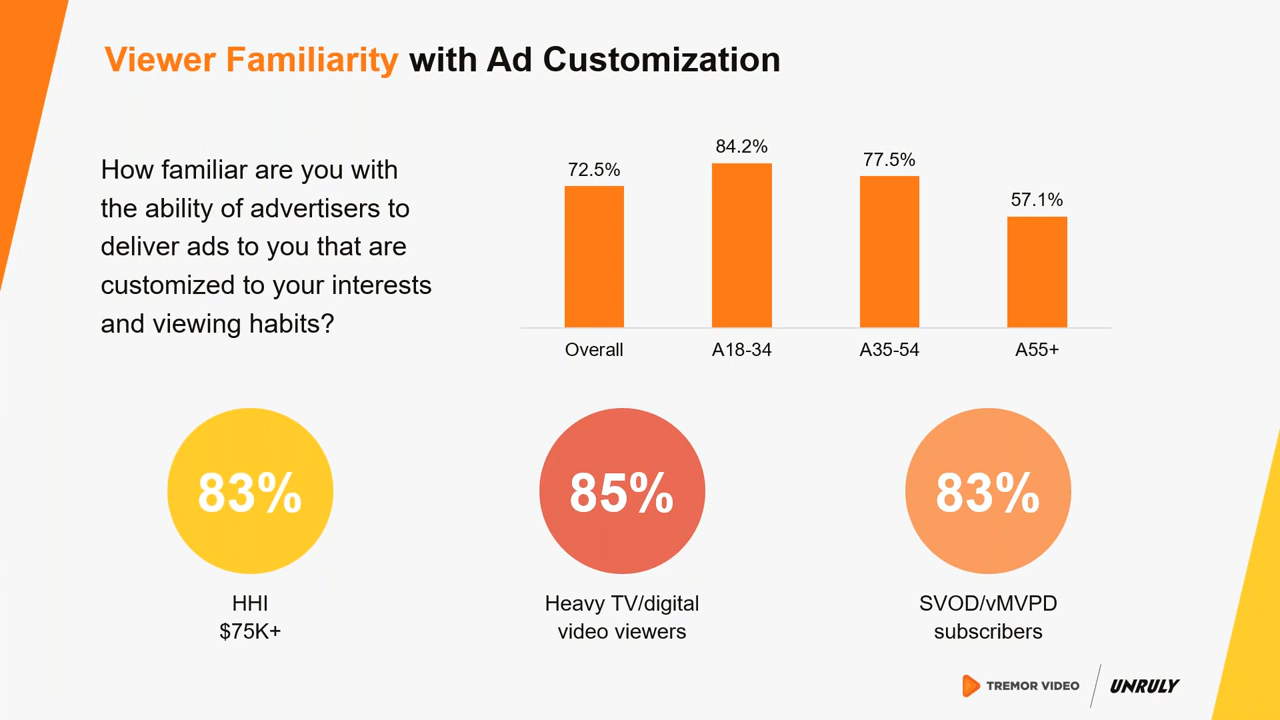 Viewer Familiarity with Ad Customization
How familiar are you with
the ability of advertisers to
deliver ads to you that are
customized to your interests
and viewing habits?
72.5%
84.2%
77.5%
57.1%
Overall
A18-34
A35-54
A55+
83%
HHI
$75K+
85%
Heavy TV/digital
video viewers
83%
SVOD/vMVPD
subscribers
TREMOR VIDEO
UNRULY